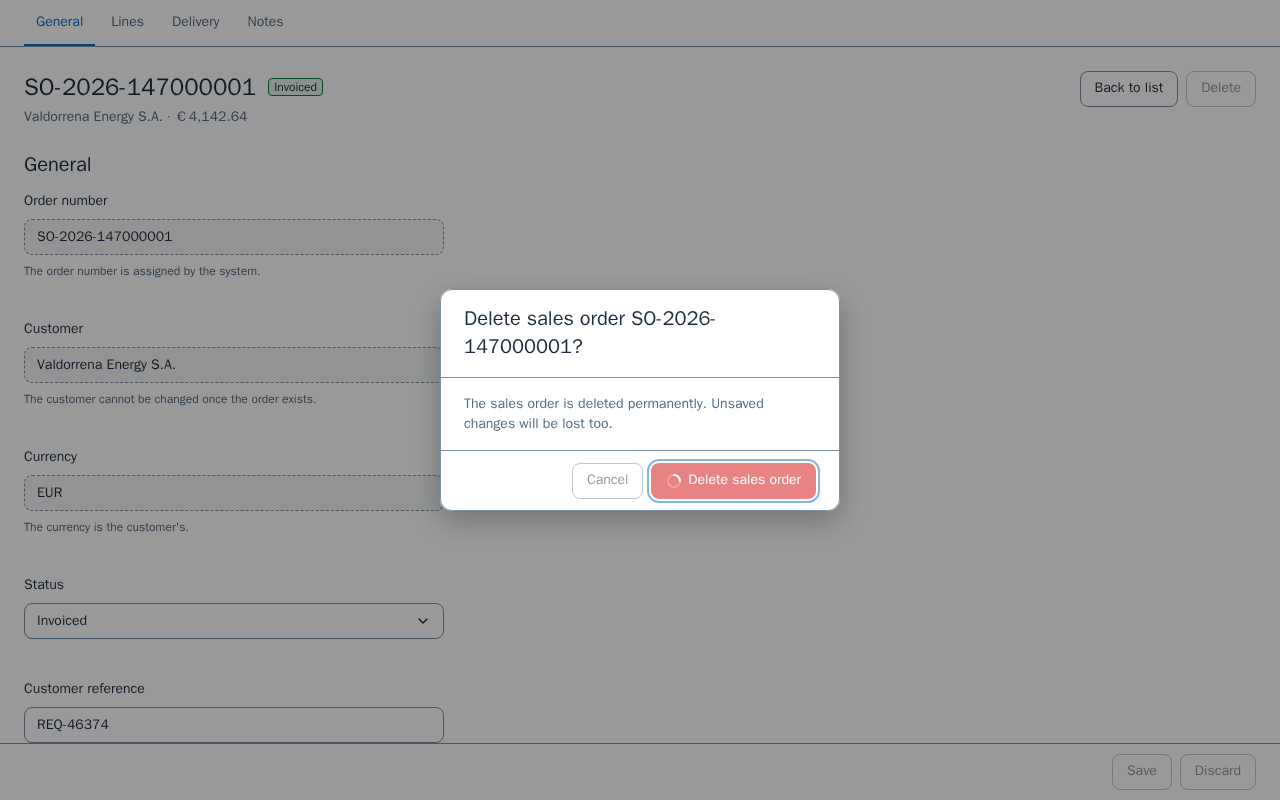 General Lines Delivery Notes
SO-2026-147000001 Invoiced
Back to list Delete
Valdorrena Energy S.A. · € 4,142.64
General
Order number
SO-2026-147000001
The order number is assigned by the system.
Customer
Valdorrena Energy S.A.
The customer cannot be changed once the order exists.
Currency
EUR
The currency is the customer's.
Status
Invoiced
Customer reference
REQ-46374
Delete sales order SO-2026-
147000001?
The sales order is deleted permanently. Unsaved
changes will be lost too.
Cancel Delete sales order
Save Discard